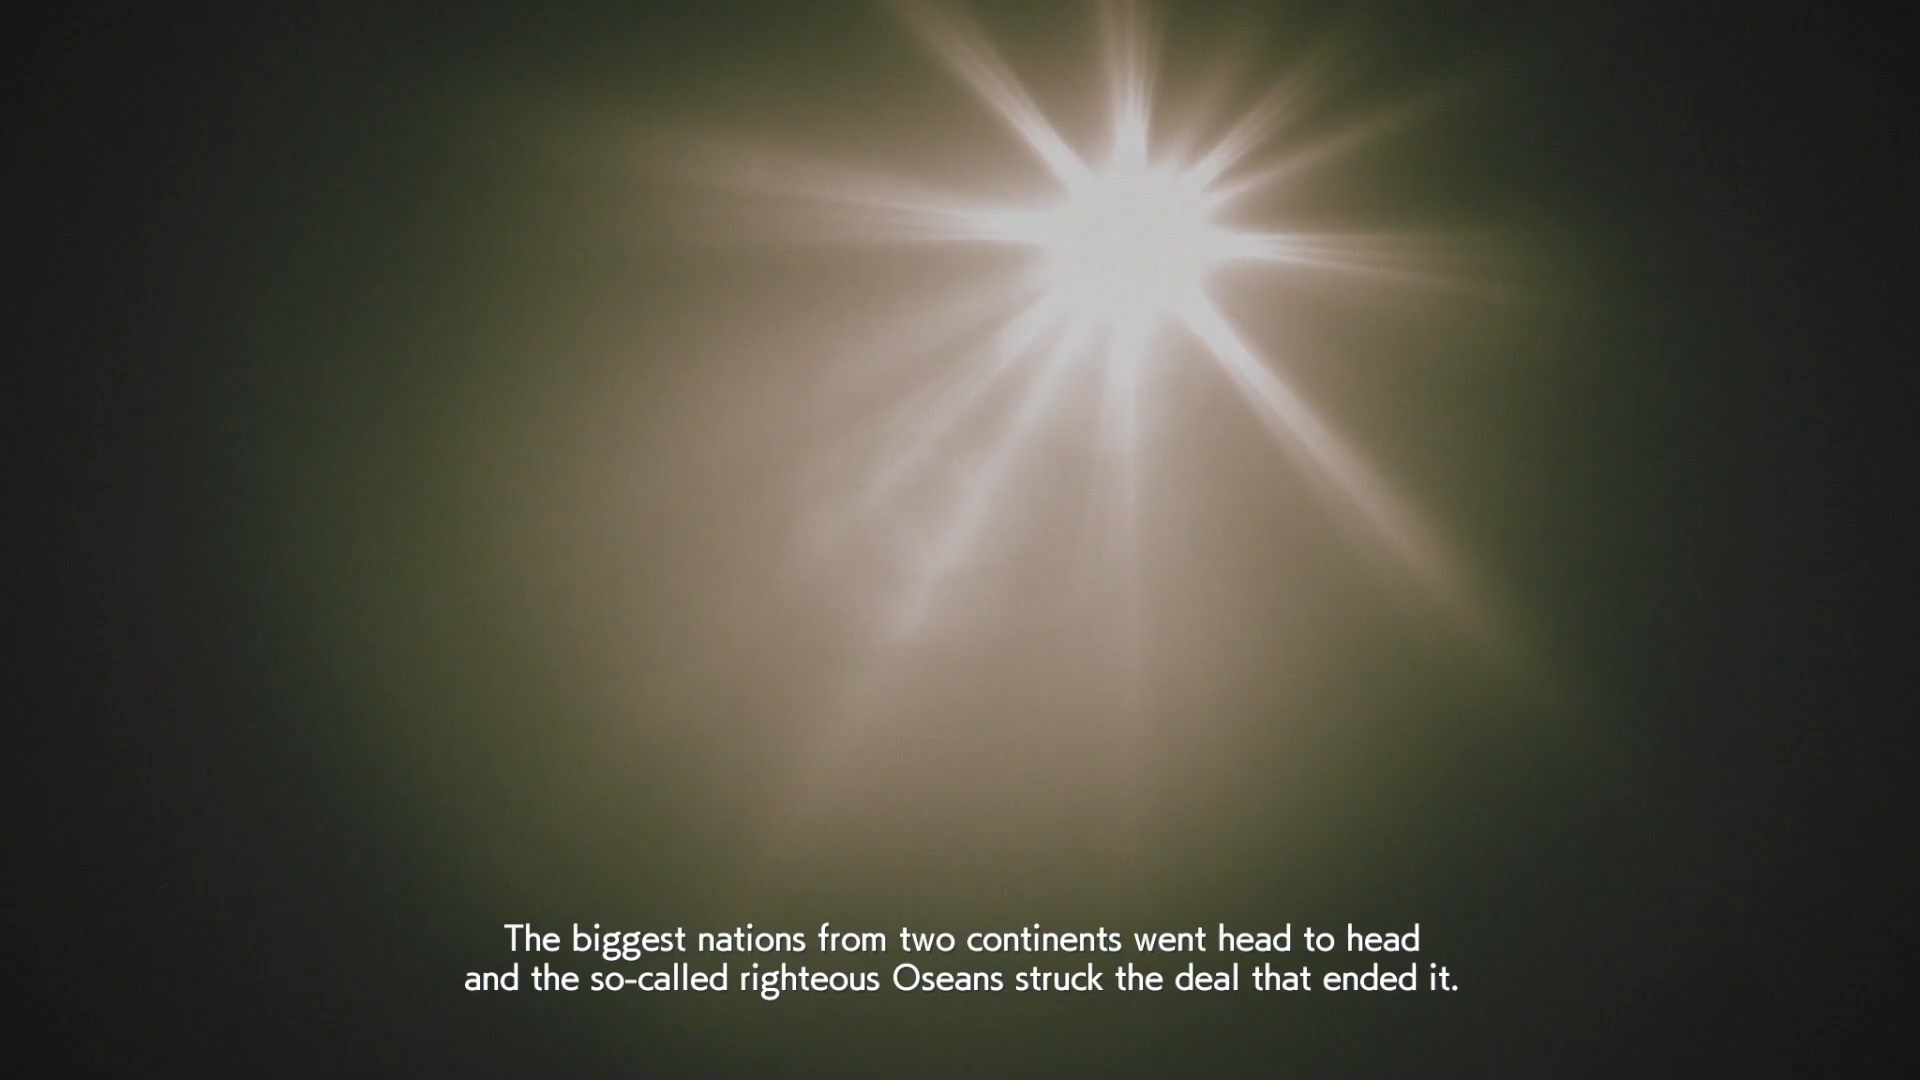 The biggest nations from two continents went head to head
and the so-called righteous Oseans struck the deal that ended it.